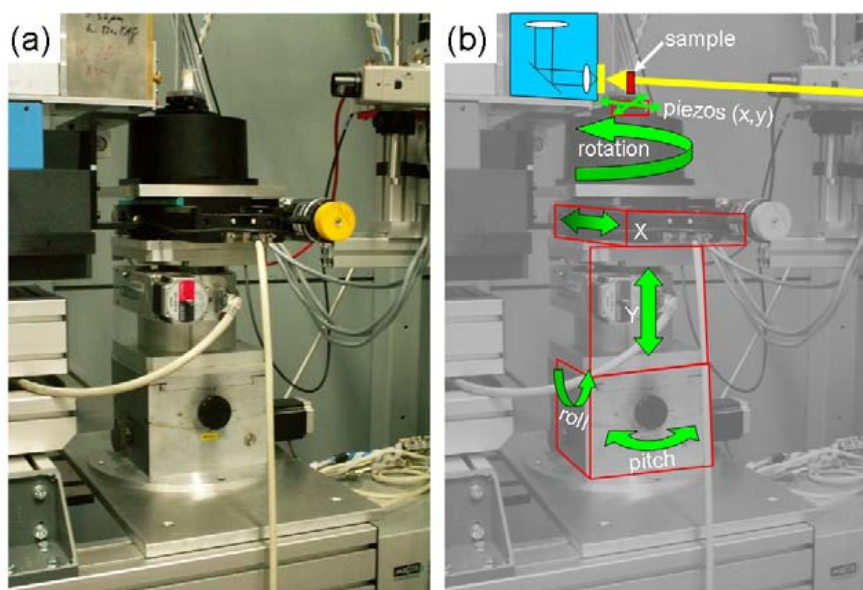 (a)
(b)
sample
piezos (x,y)
rotation
X
Y
roll
pitch